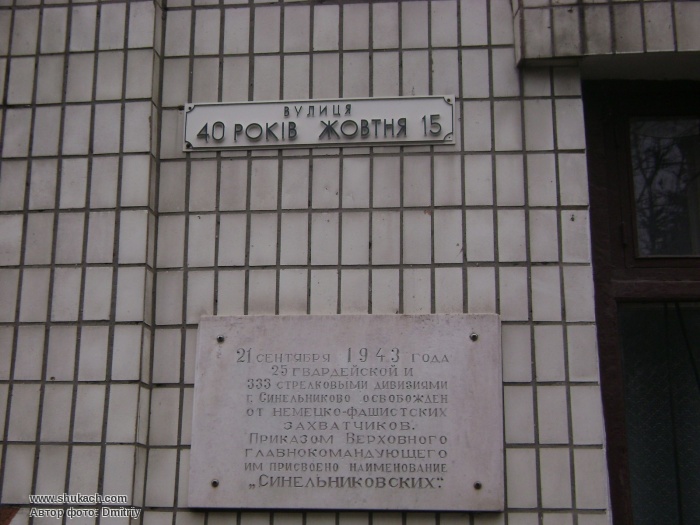 ВУЛИЦЯ
40 РОКІВ ЖОВТНЯ 15
21 СЕНТЯБРЯ 1943 ГОДА
25 ГВАРДЕЙСКОЙ И
333 СТРЕЛКОВЫМИ ДИВИЗИЯМИ
Г. СИНЕЛЬНИКОВО ОСВОБОЖДЕН
ОТ НЕМЕЦКО-ФАШИСТСКИХ
ЗАХВАТЧИКОВ.
ПРИКАЗОМ ВЕРХОВНОГО
ГЛАВНОКОМАНДУЮЩЕГО
ИМ ПРИСВОЕНО НАИМЕНОВАНИЕ
„СИНЕЛЬНИКОВСКИХ".
www.shukach.com
Автор фото: Dmitriy